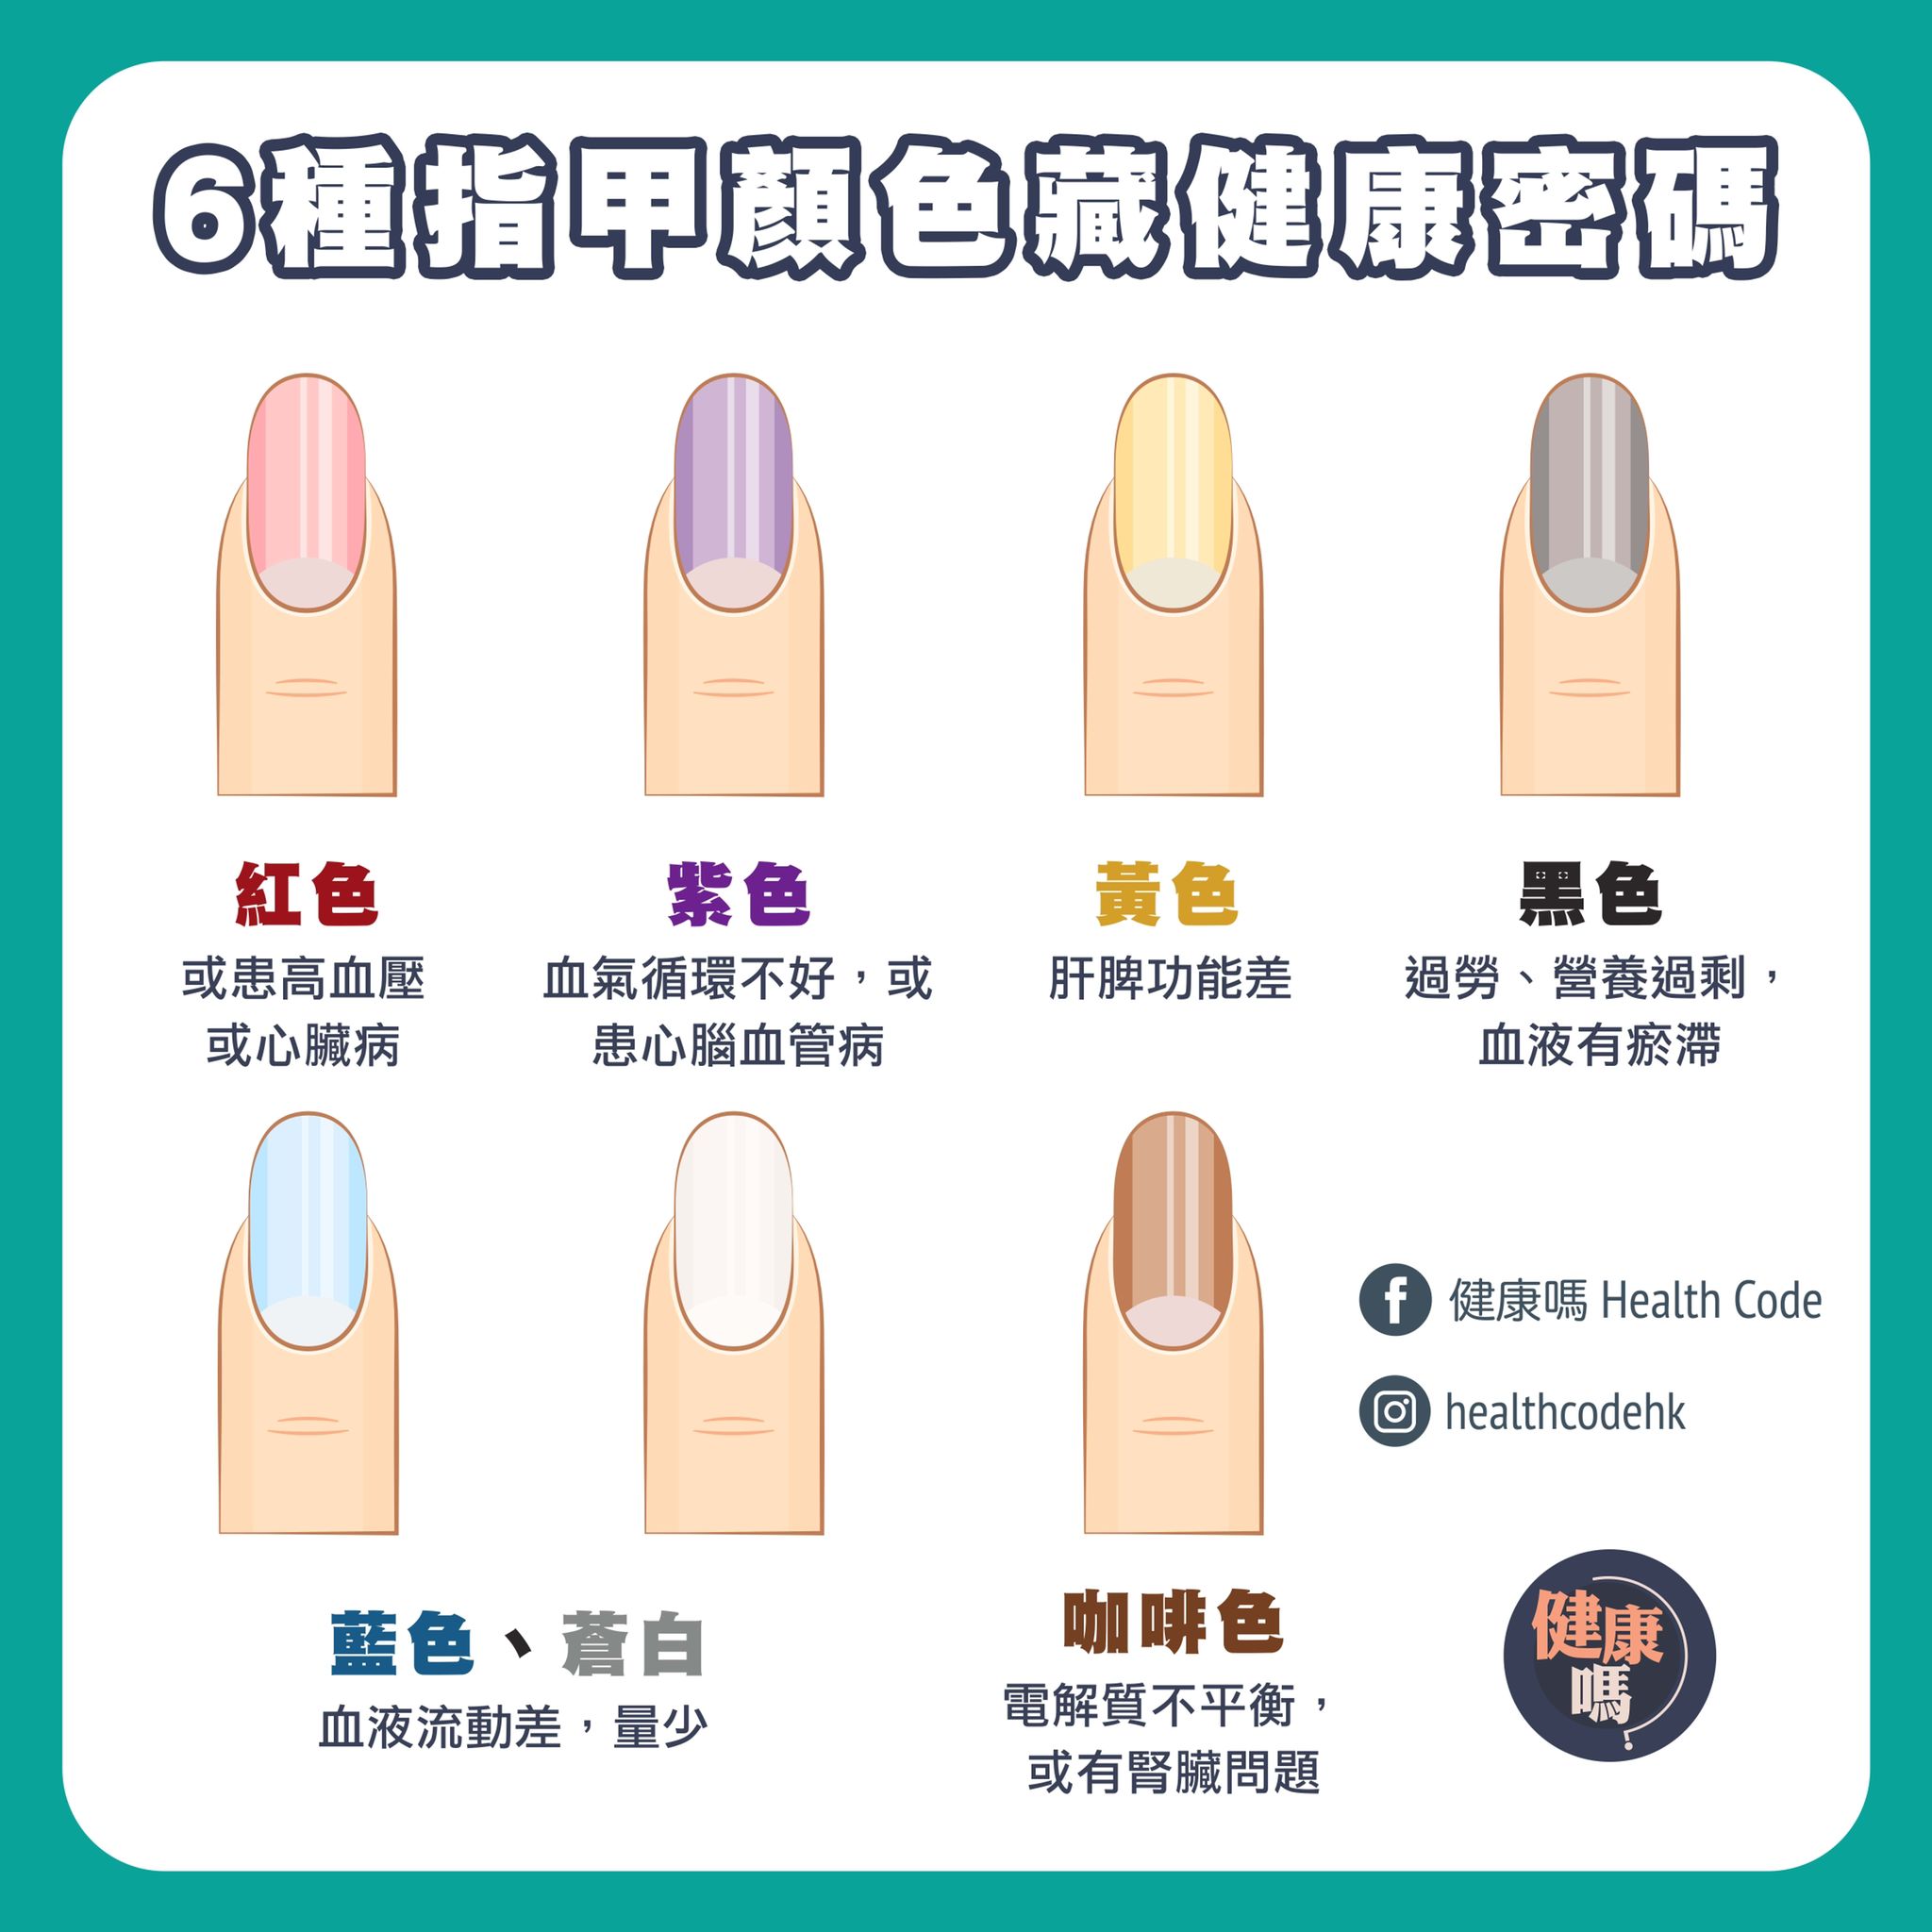 6種指甲顏色藏健康密碼
紅色
或患高血壓
或心臟病
紫色
血氣循環不好，或
患心腦血管病
黃色
肝脾功能差
黑色
過勞、營養過剩，
血液有瘀滯
藍色、蒼白
血液流動差，量少
咖啡色
電解質不平衡，
或有腎臟問題
健康嗎 Health Code
healthcodehk
健康
嗎